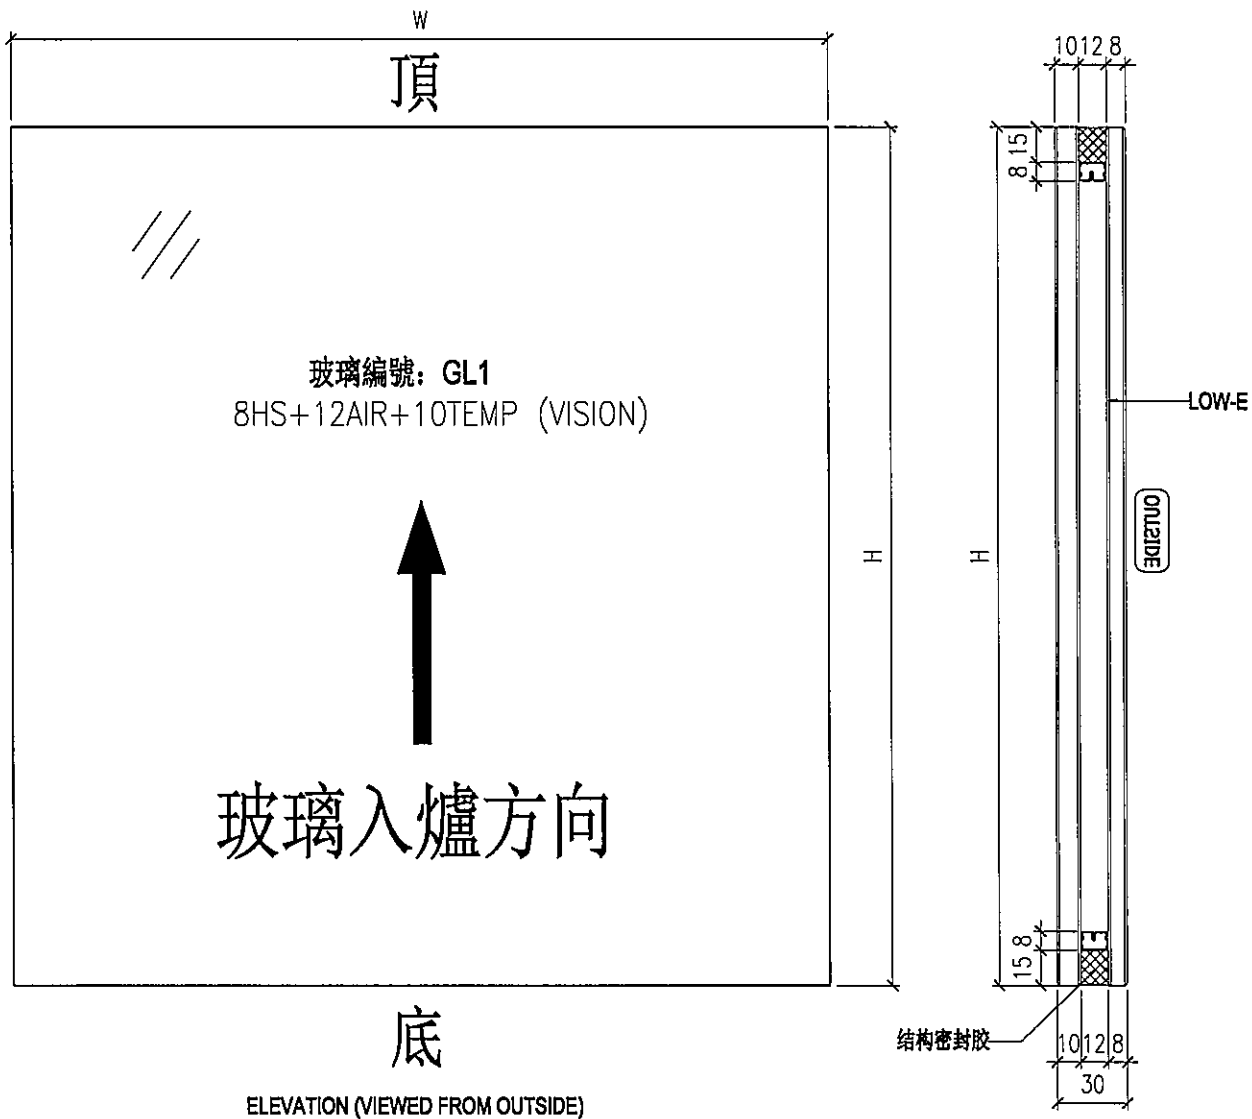 W
頂
10 12 8
15
8
玻璃編號：GL1
8HS+12AIR+10TEMP (VISION)
LOW-E
OUTSIDE
H
H
玻璃入爐方向
8
15
底
结构密封胶
10 12 8
30
ELEVATION (VIEWED FROM OUTSIDE)